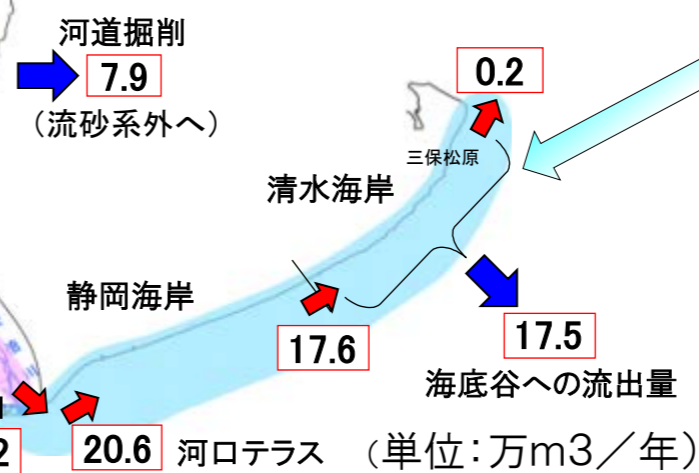 河道掘削
7.9
(流砂系外へ)
0.2
三保松原
清水海岸
静岡海岸
17.6
17.5
海底谷への流出量
2
20.6 河口テラス (単位:万m3/年)